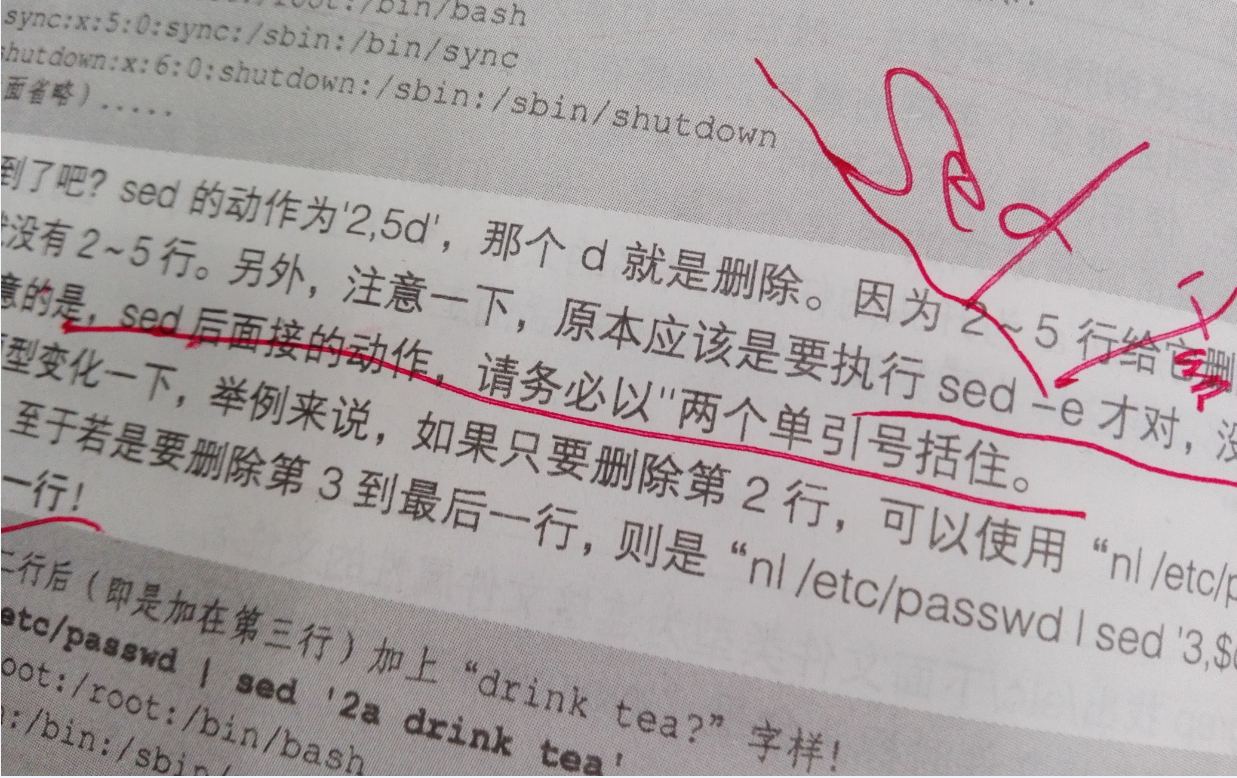 /root:/bin/bash
sync:x:5:0:sync:/sbin:/bin/sync
shutdown:x:6:0:shutdown:/sbin:/sbin/shutdown
面省略).....
sed
到了吧？sed 的动作为'2,5d'，那个 d 就是删除。因为 2～5 行给它删
没有 2～5 行。另外，注意一下，原本应该是要执行 sed -e 才对，没
意的是，sed 后面接的动作，请务必以''两个单引号括住。
型变化一下，举例来说，如果只要删除第 2 行，可以使用“nl /etc/p
至于若是要删除第 3 到最后一行，则是“nl /etc/passwd | sed '3,$d
一行！
二行后（即是加在第三行）加上“drink tea?”字样！
etc/passwd | sed '2a drink tea'
oot:/root:/bin/bash
n:/bin:/sbin/